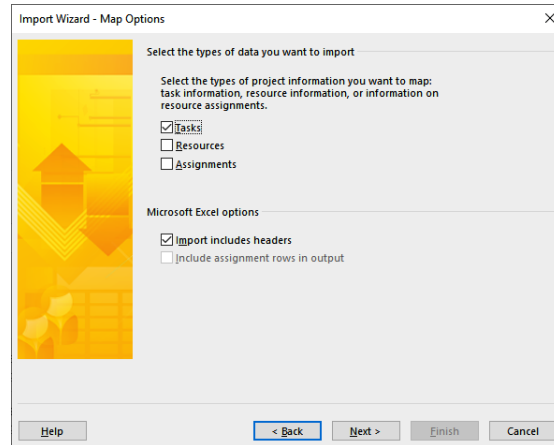 Import Wizard - Map Options
Select the types of data you want to import
Select the types of project information you want to map:
task information, resource information, or information on
resource assignments.
Tasks
Resources
Assignments
Microsoft Excel options
Import includes headers
Include assignment rows in output
Help
< Back
Next >
Finish
Cancel